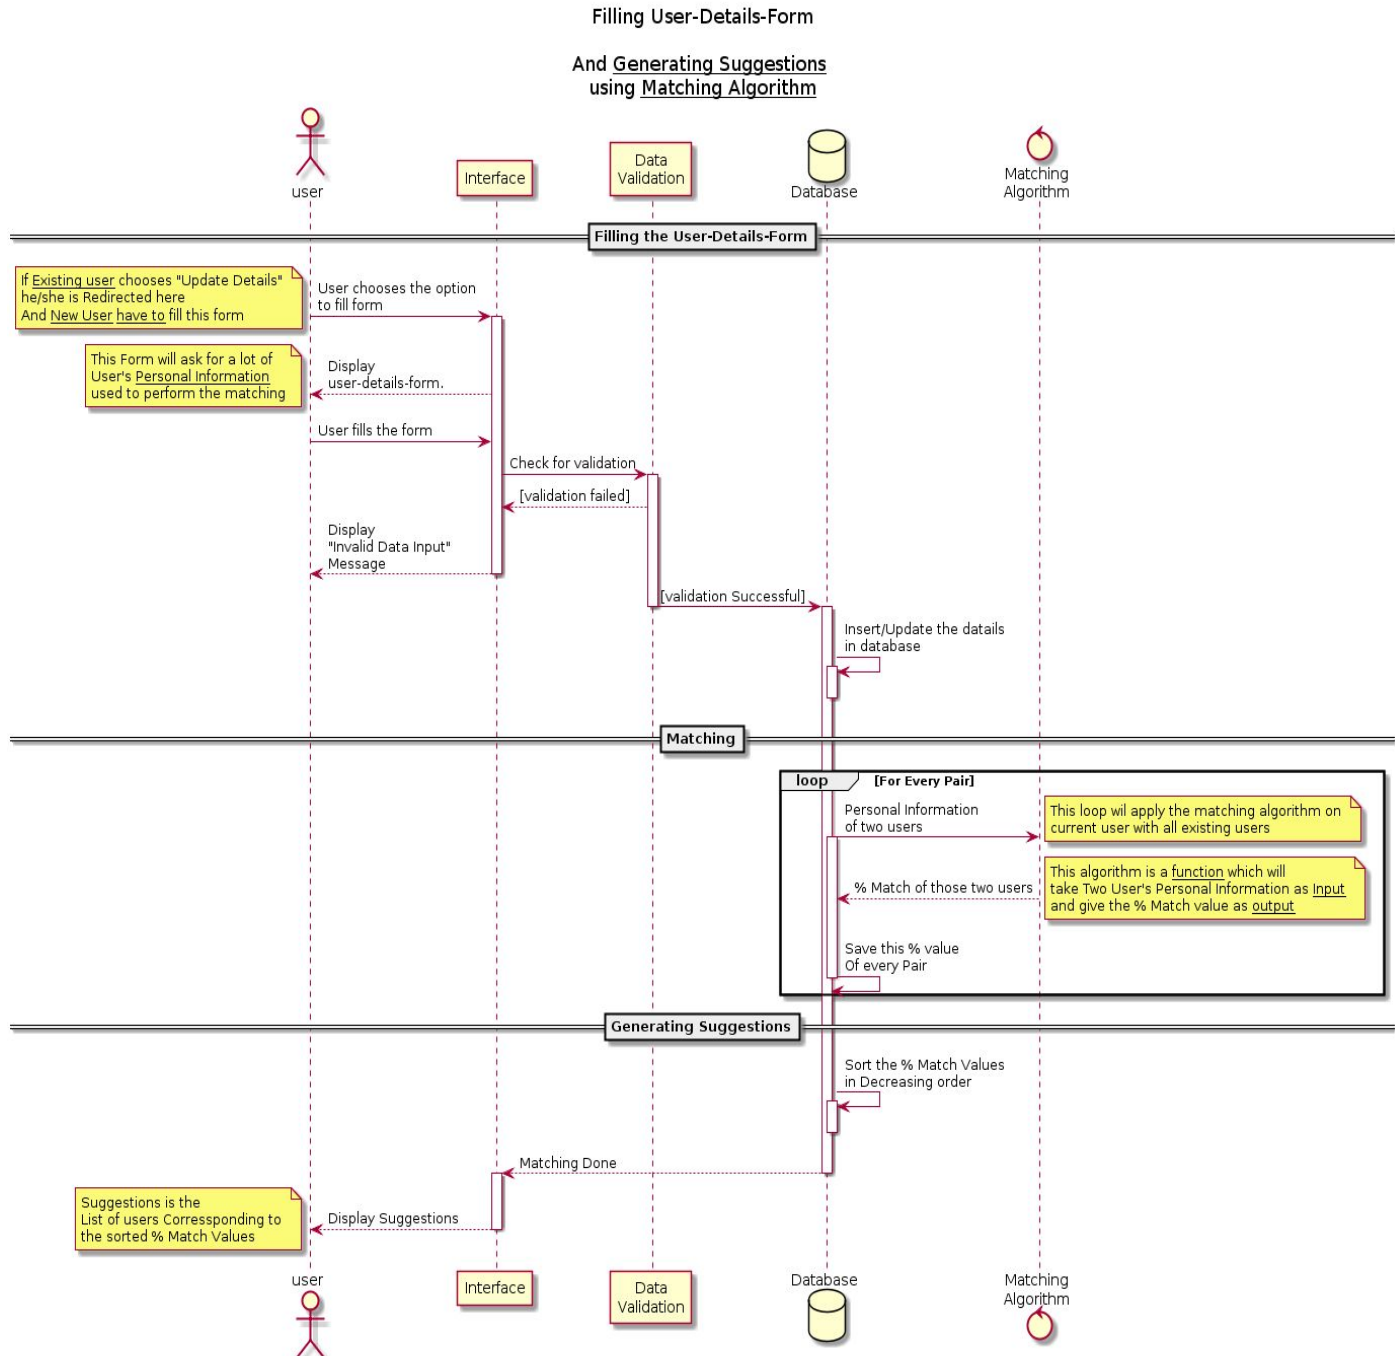 Filling User-Details-Form
And Generating Suggestions
using Matching Algorithm
user
Interface
Data
Validation
Database
Matching
Algorithm
Filling the User-Details-Form
If Existing user chooses "Update Details"
he/she is Redirected here
And New User have to fill this form
User chooses the option
to fill form
This Form will ask for a lot of
User's Personal Information
used to perform the matching
Display
user-details-form.
User fills the form
Check for validation
[validation failed]
Display
"Invalid Data Input"
Message
[validation Successful]
Insert/Update the datails
in database
Matching
loop
[For Every Pair]
Personal Information
of two users
This loop wil apply the matching algorithm on
current user with all existing users
% Match of those two users
This algorithm is a function which will
take Two User's Personal Information as Input
and give the % Match value as output
Save this % value
Of every Pair
Generating Suggestions
Sort the % Match Values
in Decreasing order
Matching Done
Suggestions is the
List of users Corressponding to
the sorted % Match Values
Display Suggestions
user
Interface
Data
Validation
Database
Matching
Algorithm